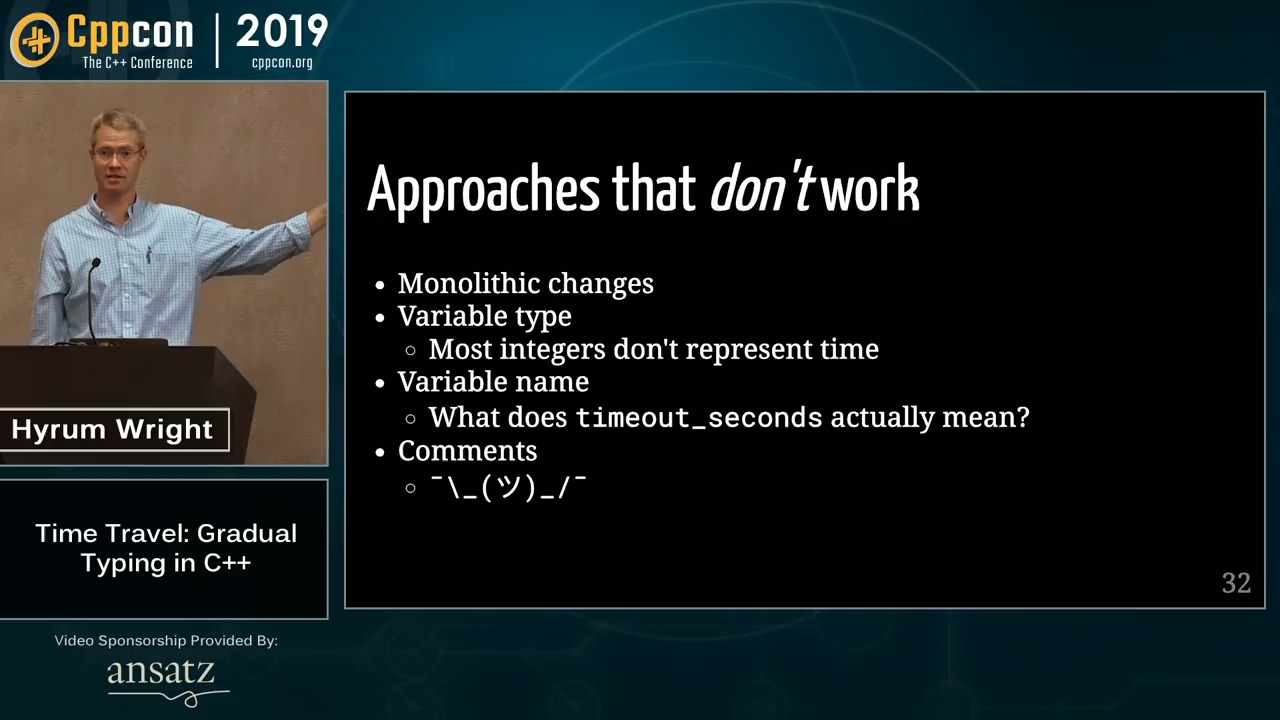 Cppcon | 2019
The C++ Conference
cppcon.org
Approaches that don't work
• Monolithic changes
• Variable type
○ Most integers don't represent time
• Variable name
○ What does timeout_seconds actually mean?
• Comments
○ ¯\_(ツ)_/¯
32
Hyrum Wright
Time Travel: Gradual
Typing in C++
Video Sponsorship Provided By:
ansatz